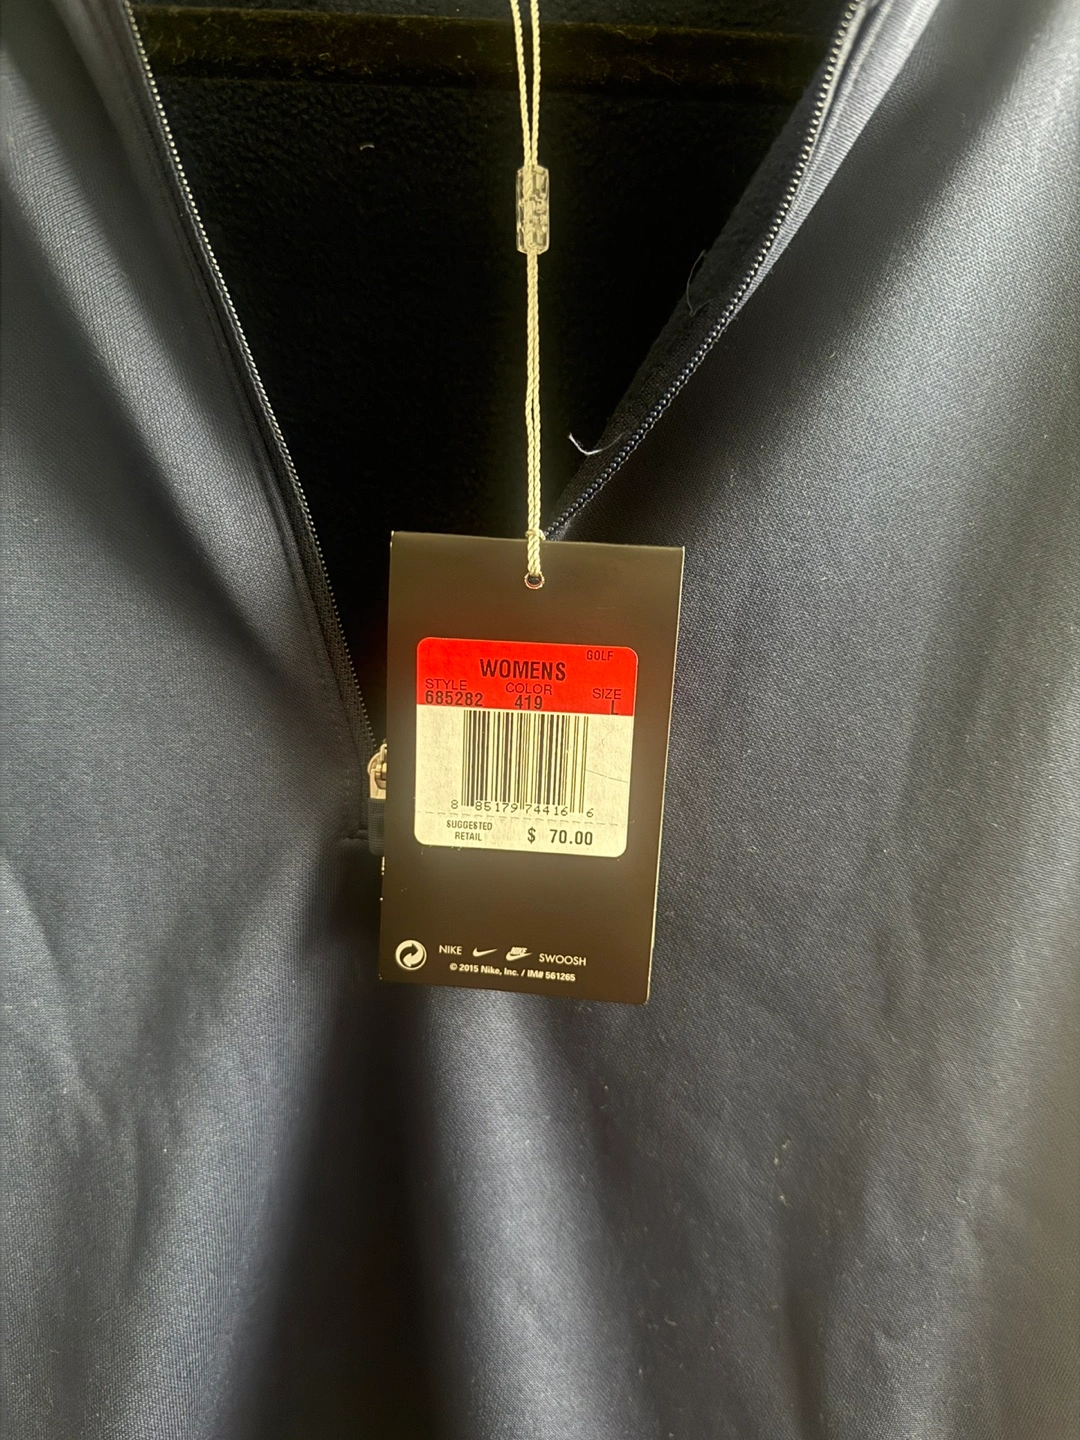 GOLF
WOMENS
STYLE COLOR SIZE
685282 419 L
8 85179 74416 6
SUGGESTED
RETAIL $ 70.00
NIKE NIKE SWOOSH
© 2015 Nike, Inc. / IM# 561265